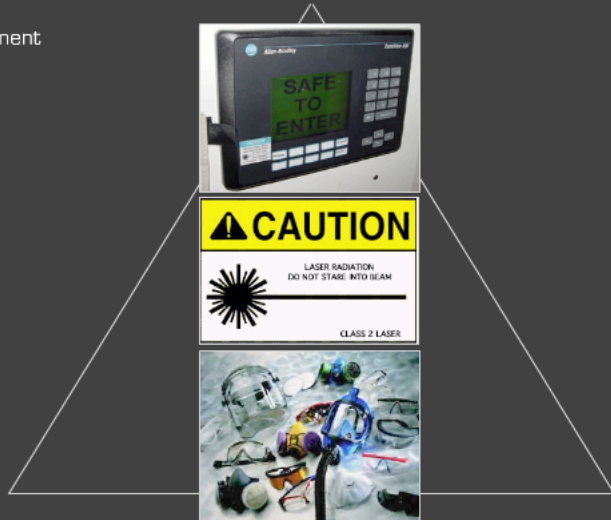 nent
Allen-Bradley
SAFE
TO
ENTER
CAUTION
LASER RADIATION
DO NOT STARE INTO BEAM
CLASS 2 LASER